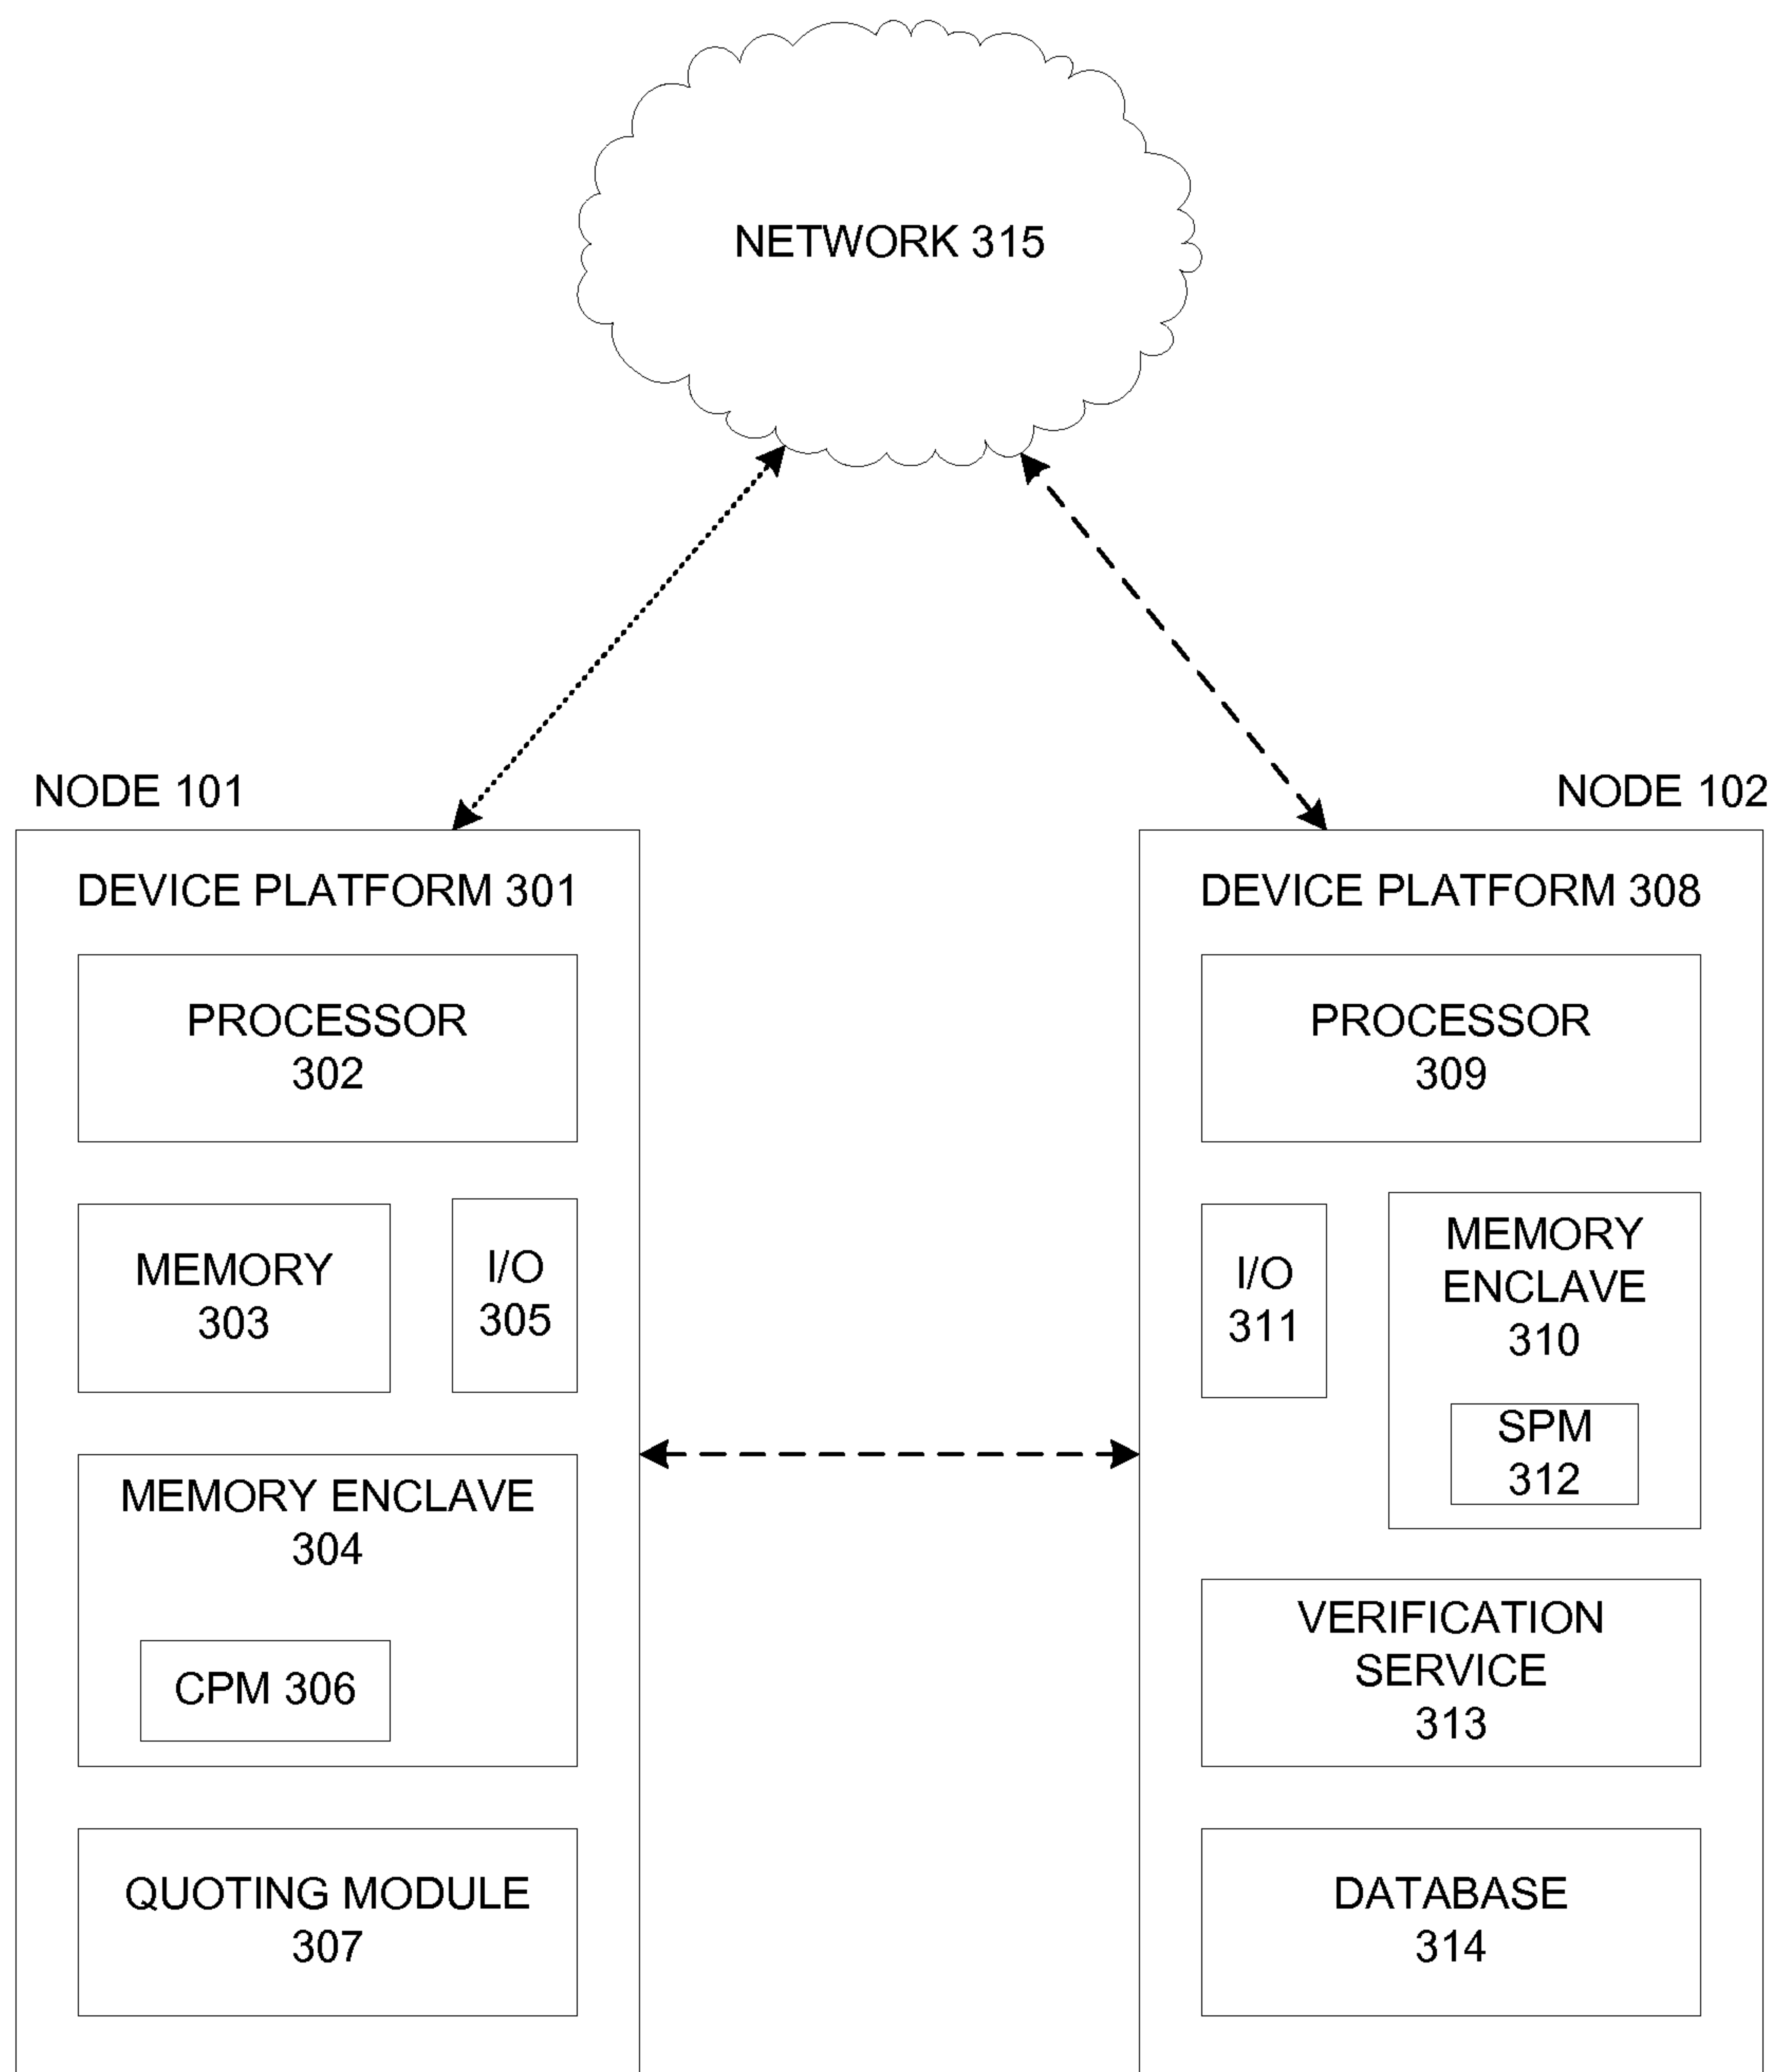 NETWORK 315
NODE 101
DEVICE PLATFORM 301
PROCESSOR
302
MEMORY
303
I/O
305
MEMORY ENCLAVE
304
CPM 306
QUOTING MODULE
307
NODE 102
DEVICE PLATFORM 308
PROCESSOR
309
I/O
311
MEMORY
ENCLAVE
310
SPM
312
VERIFICATION
SERVICE
313
DATABASE
314